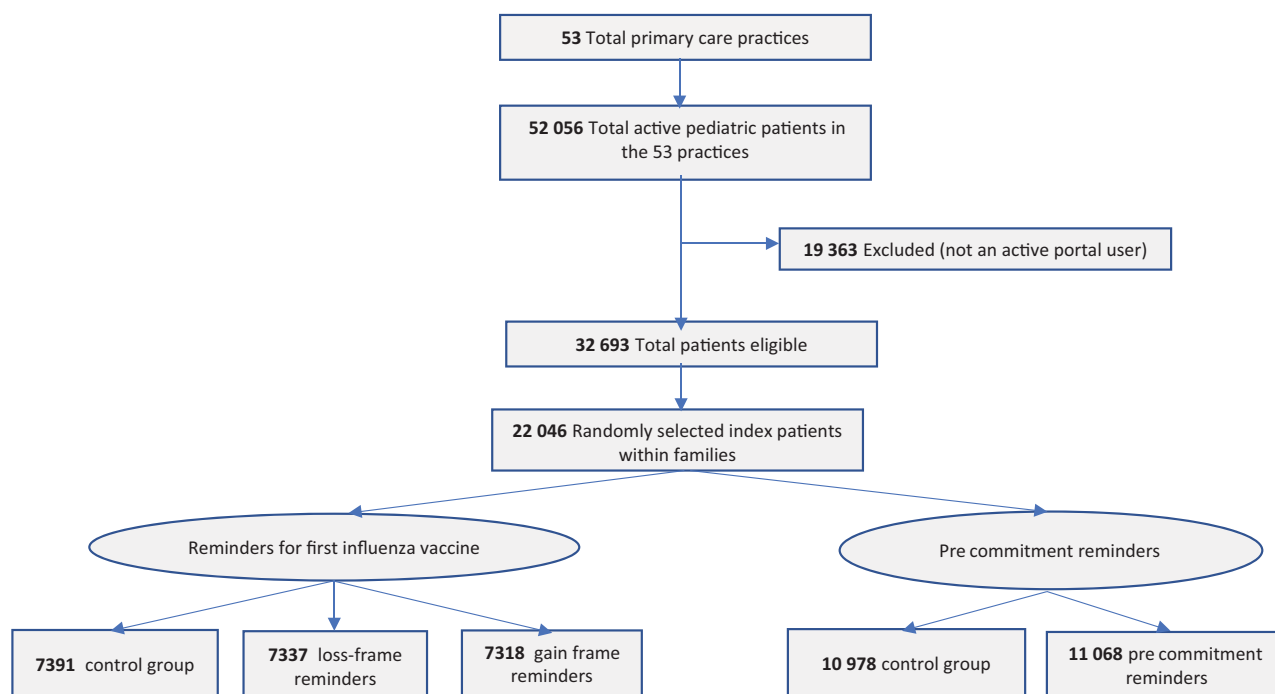 53 Total primary care practices
52 056 Total active pediatric patients in
the 53 practices
19 363 Excluded (not an active portal user)
32 693 Total patients eligible
22 046 Randomly selected index patients
within families
Reminders for first influenza vaccine
Pre commitment reminders
7391 control group
7337 loss-frame
reminders
7318 gain frame
reminders
10 978 control group
11 068 pre commitment
reminders